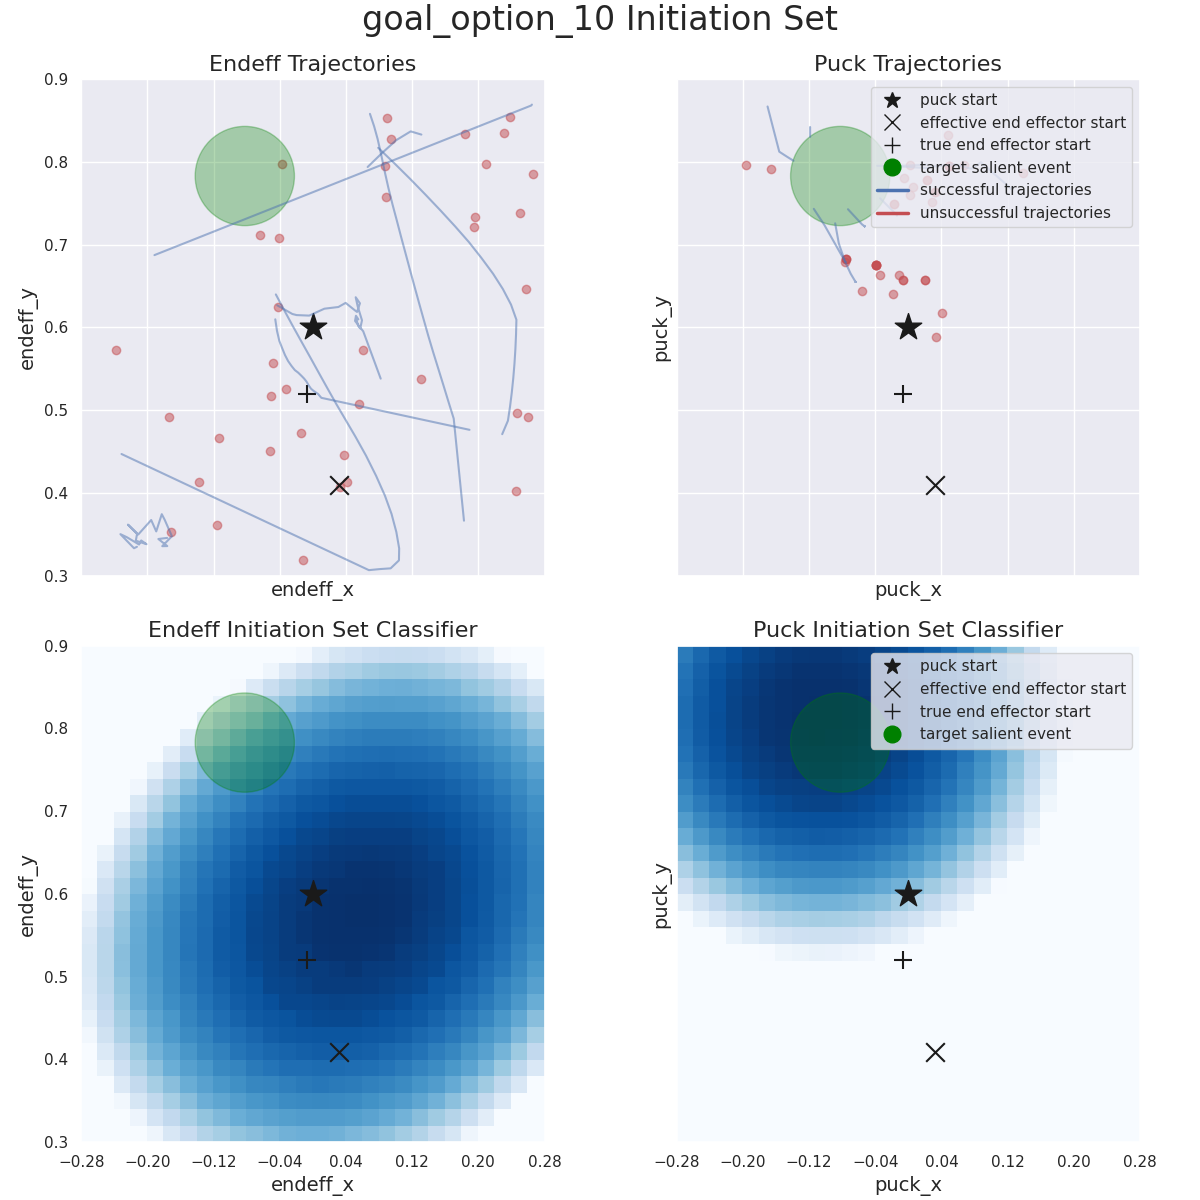 goal_option_10 Initiation Set
Endeff Trajectories
Puck Trajectories
0.9
0.8
0.7
0.6
0.5
0.4
0.3
endeff_y
endeff_x
puck start
effective end effector start
true end effector start
target salient event
successful trajectories
unsuccessful trajectories
puck_y
puck_x
Endeff Initiation Set Classifier
Puck Initiation Set Classifier
0.9
0.8
0.7
0.6
0.5
0.4
0.3
endeff_y
−0.28 −0.20 −0.12 −0.04 0.04 0.12 0.20 0.28
endeff_x
puck start
effective end effector start
true end effector start
target salient event
puck_y
−0.28 −0.20 −0.12 −0.04 0.04 0.12 0.20 0.28
puck_x